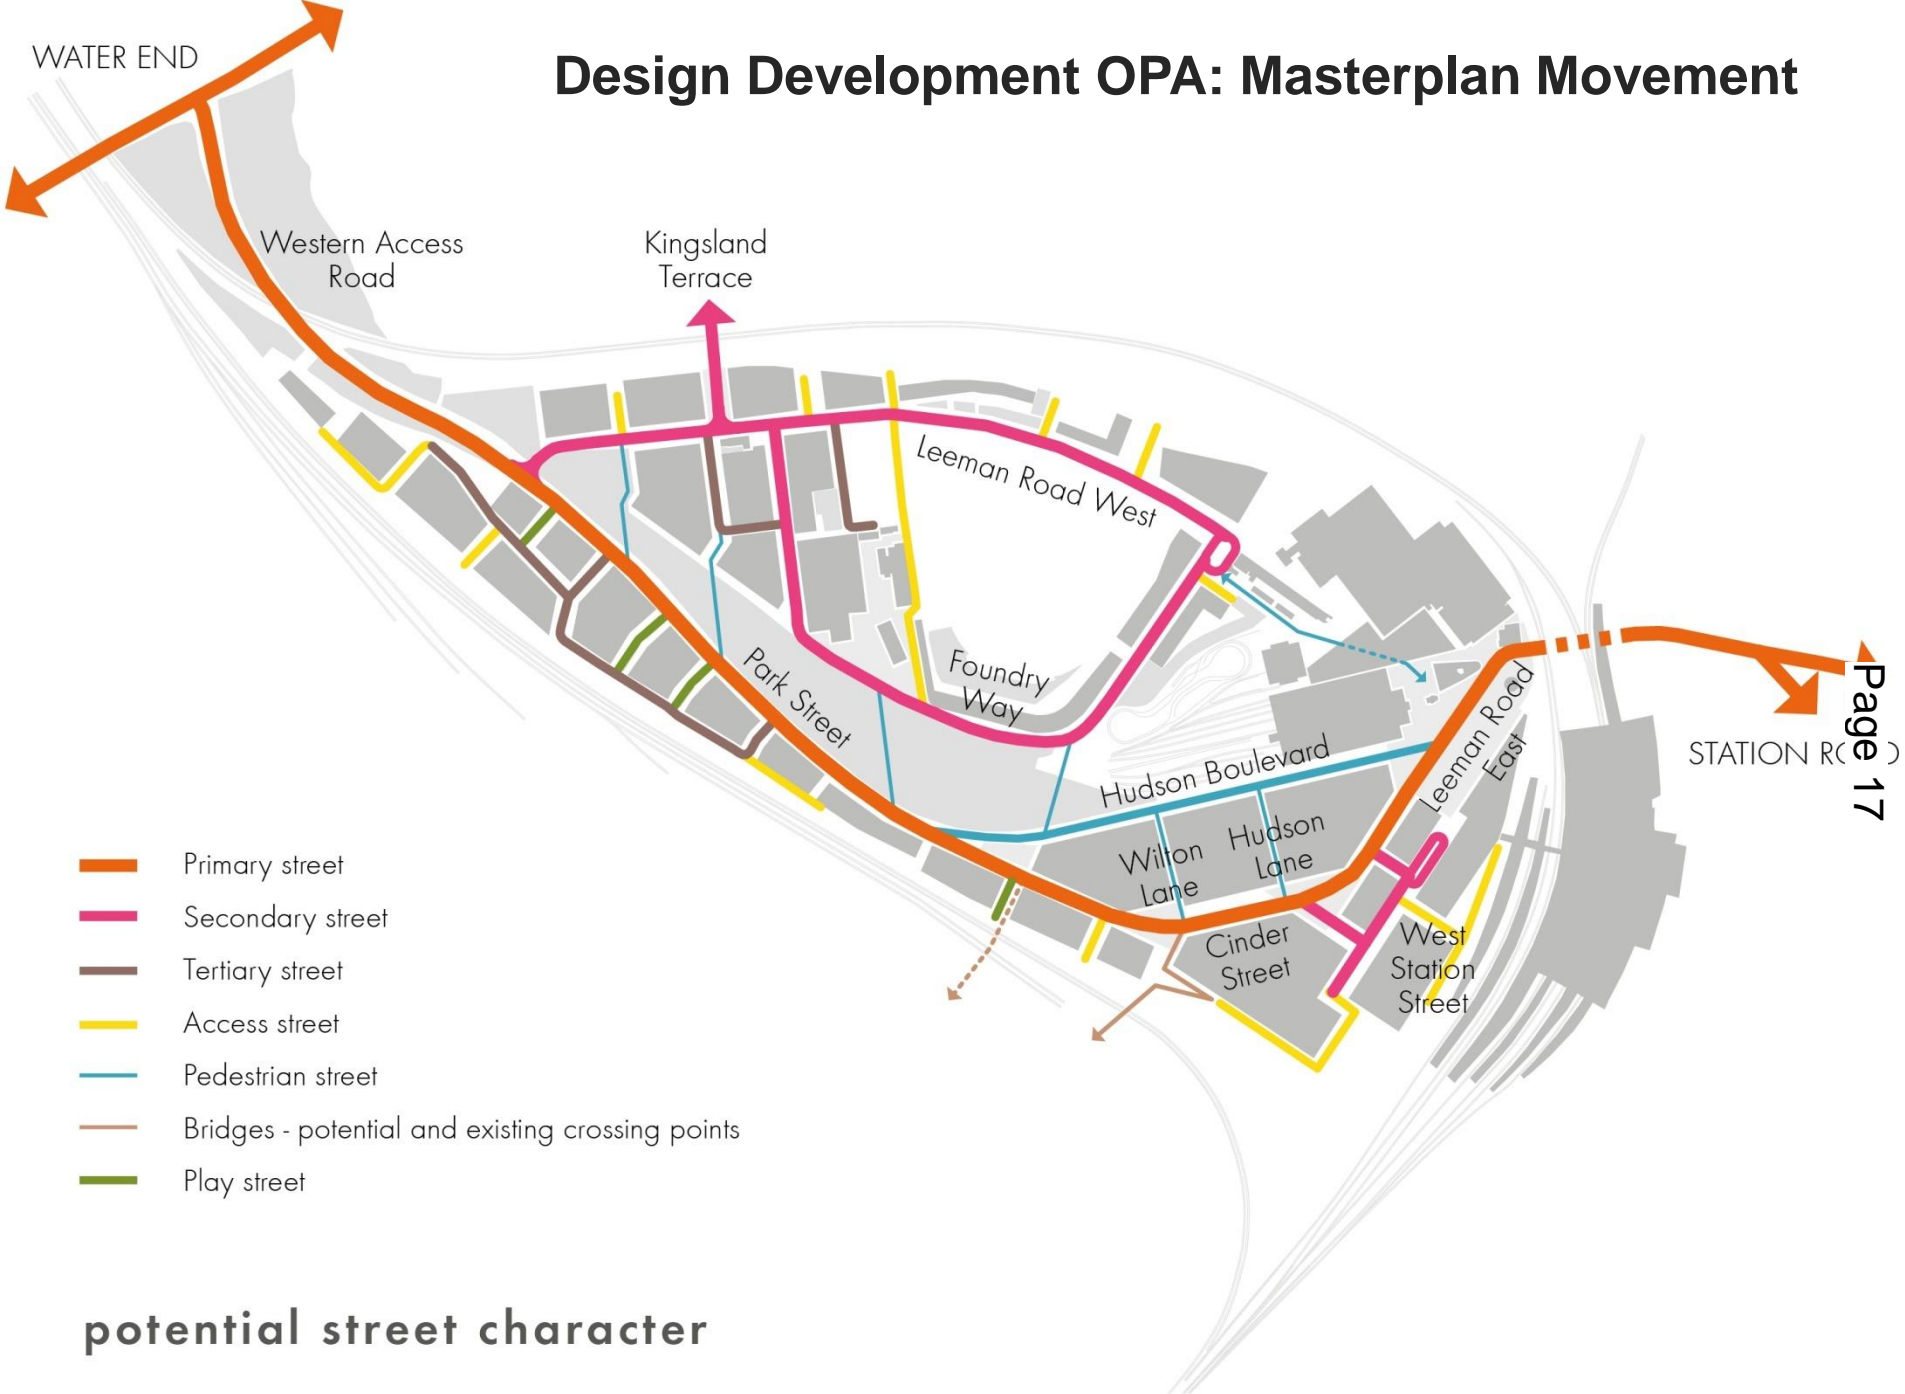 WATER END
Design Development OPA: Masterplan Movement
Western Access
Road
Kingsland
Terrace
Leeman Road West
Foundry
Way
Park Street
Hudson Boulevard
Leeman Road
East
Wilton
Lane
Hudson
Lane
Cinder
Street
West
Station
Street
STATION
Page 17
Primary street
Secondary street
Tertiary street
Access street
Pedestrian street
Bridges - potential and existing crossing points
Play street
potential street character